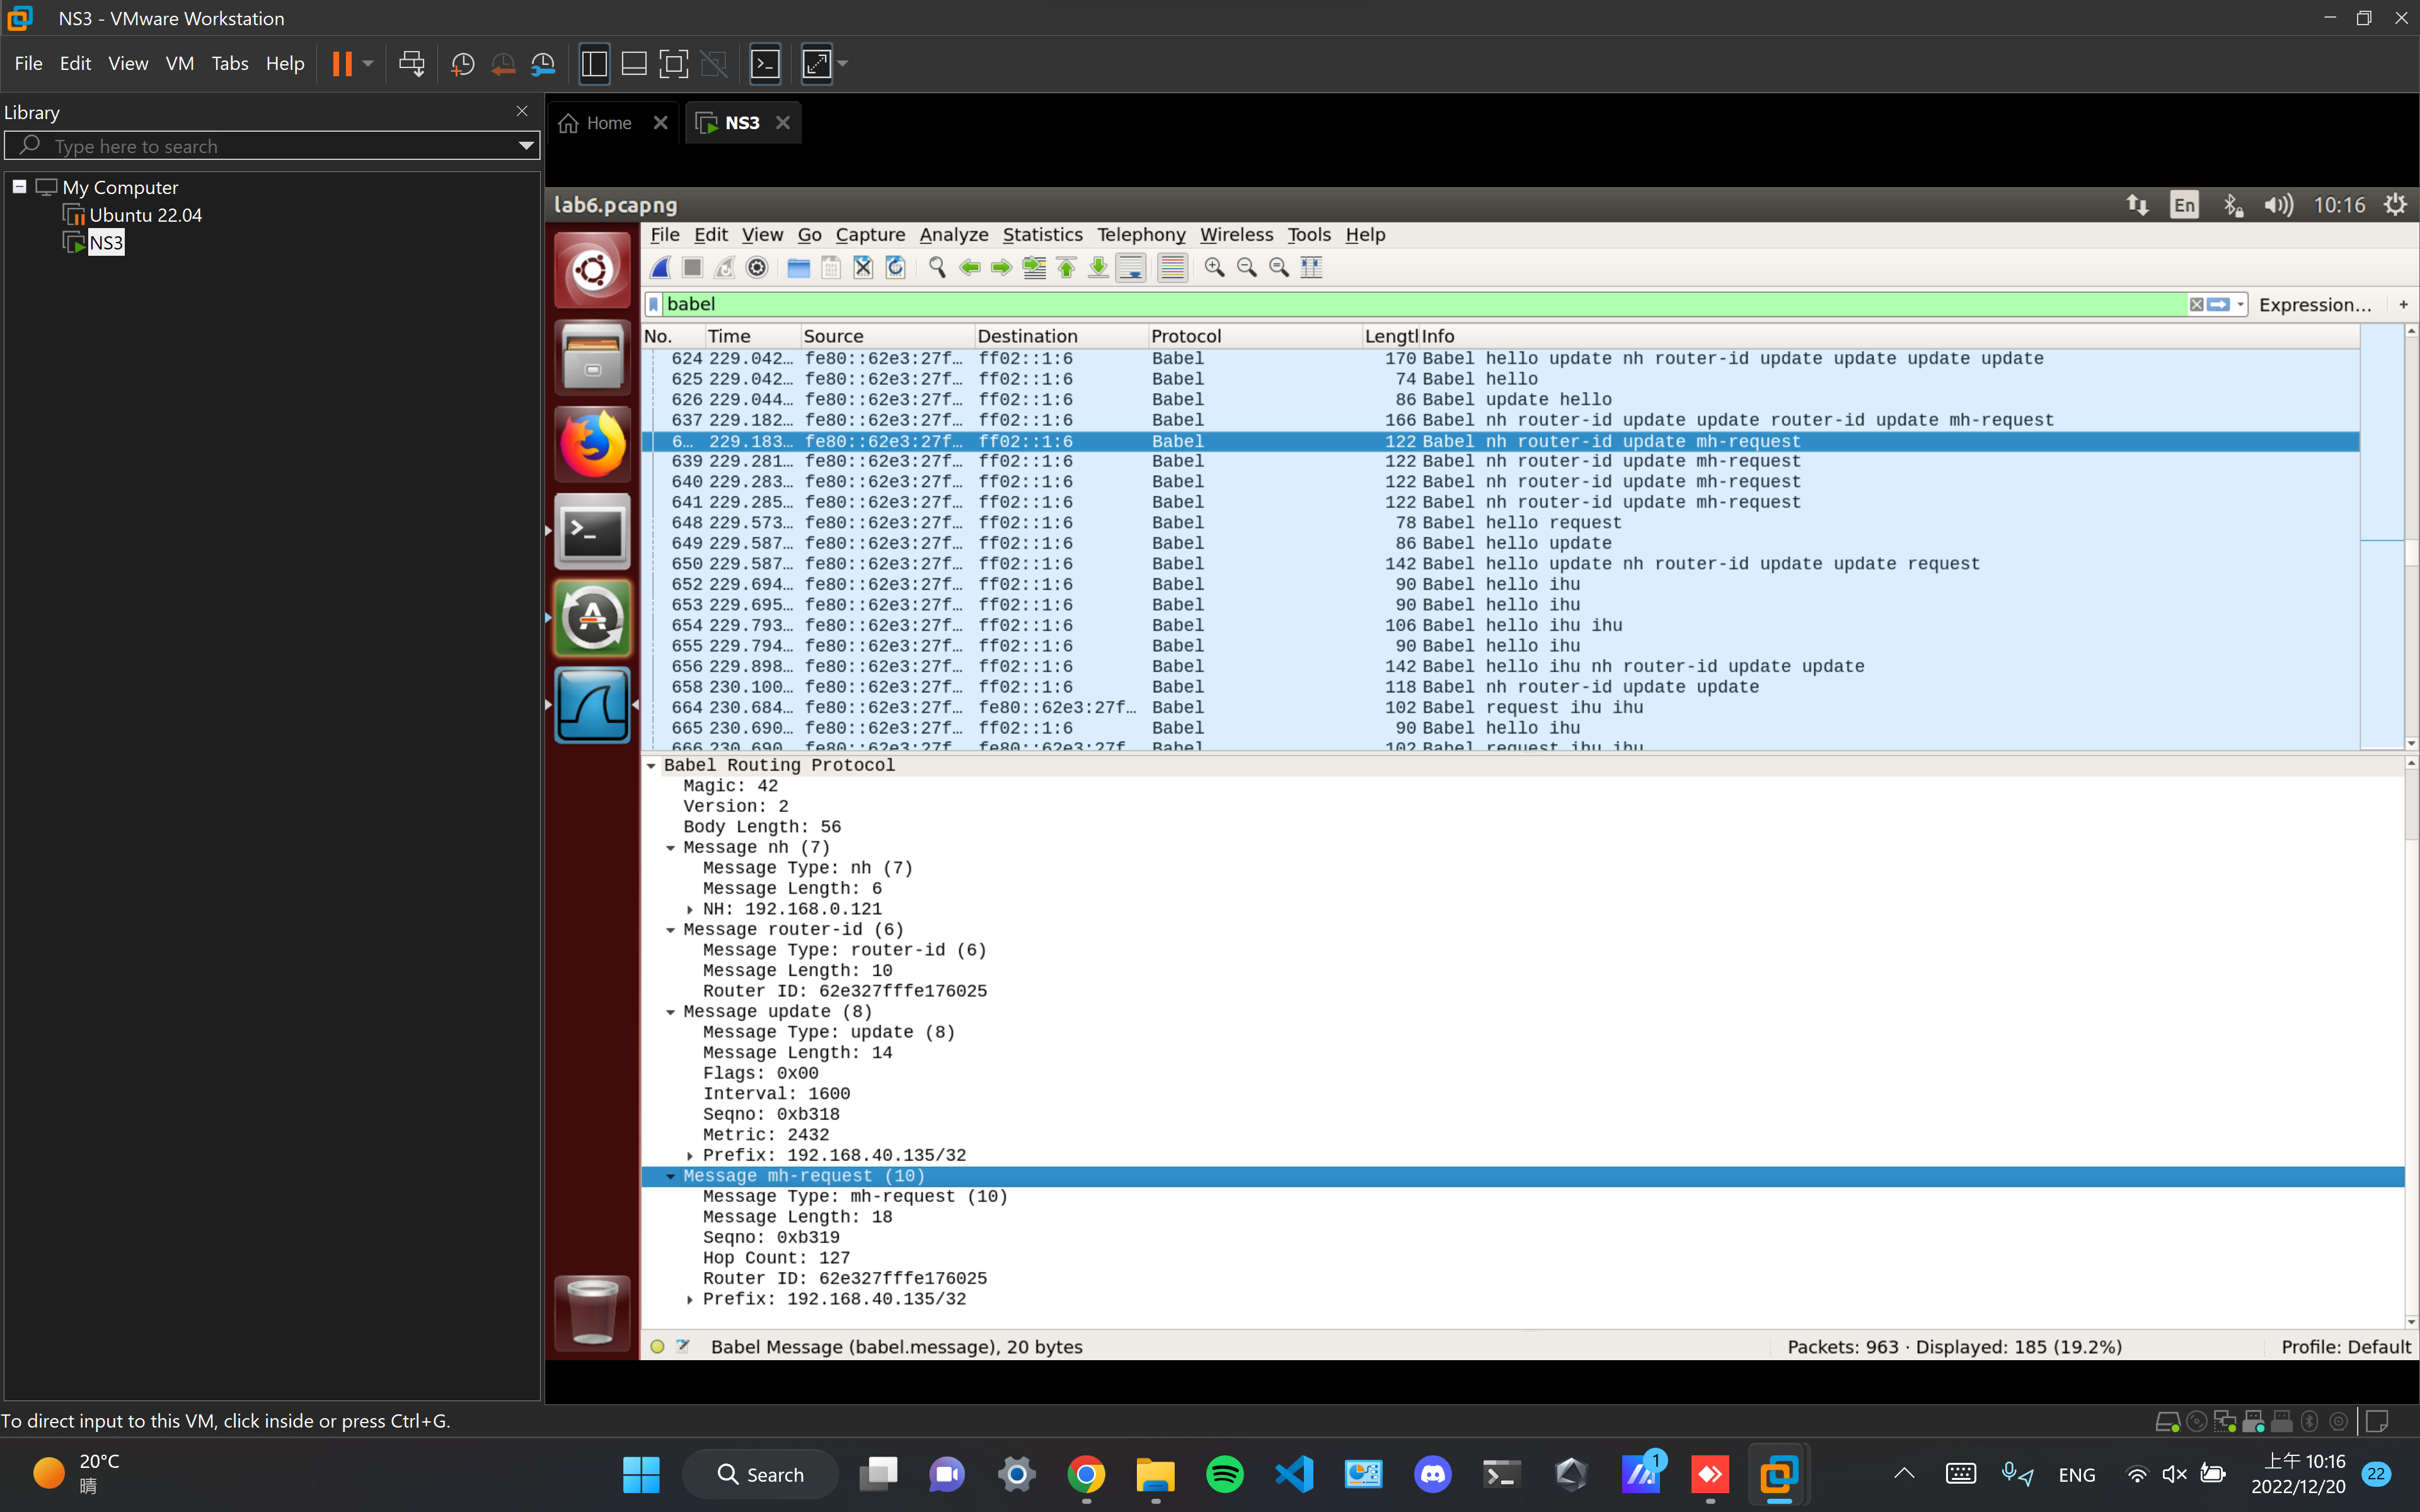 NS3 - VMware Workstation
File Edit View VM Tabs Help
Library
Type here to search
My Computer
Ubuntu 22.04
NS3
Home
NS3
lab6.pcapng
En
10:16
File Edit View Go Capture Analyze Statistics Telephony Wireless Tools Help
babel
Expression...
+
No. Time Source Destination Protocol Lengtl Info
624 229.042… fe80::62e3:27f… ff02::1:6 Babel 170 Babel hello update nh router-id update update update update
625 229.042… fe80::62e3:27f… ff02::1:6 Babel 74 Babel hello
626 229.044… fe80::62e3:27f… ff02::1:6 Babel 86 Babel update hello
637 229.182… fe80::62e3:27f… ff02::1:6 Babel 166 Babel nh router-id update update router-id update mh-request
6… 229.183… fe80::62e3:27f… ff02::1:6 Babel 122 Babel nh router-id update mh-request
639 229.281… fe80::62e3:27f… ff02::1:6 Babel 122 Babel nh router-id update mh-request
640 229.283… fe80::62e3:27f… ff02::1:6 Babel 122 Babel nh router-id update mh-request
641 229.285… fe80::62e3:27f… ff02::1:6 Babel 122 Babel nh router-id update mh-request
648 229.573… fe80::62e3:27f… ff02::1:6 Babel 78 Babel hello request
649 229.587… fe80::62e3:27f… ff02::1:6 Babel 86 Babel hello update
650 229.587… fe80::62e3:27f… ff02::1:6 Babel 142 Babel hello update nh router-id update update request
652 229.694… fe80::62e3:27f… ff02::1:6 Babel 90 Babel hello ihu
653 229.695… fe80::62e3:27f… ff02::1:6 Babel 90 Babel hello ihu
654 229.793… fe80::62e3:27f… ff02::1:6 Babel 106 Babel hello ihu ihu
655 229.794… fe80::62e3:27f… ff02::1:6 Babel 90 Babel hello ihu
656 229.898… fe80::62e3:27f… ff02::1:6 Babel 142 Babel hello ihu nh router-id update update
658 230.100… fe80::62e3:27f… ff02::1:6 Babel 118 Babel nh router-id update update
664 230.684… fe80::62e3:27f… fe80::62e3:27f… Babel 102 Babel request ihu ihu
665 230.690… fe80::62e3:27f… ff02::1:6 Babel 90 Babel hello ihu
666 230.690 fe80::62e3:27f fe80::62e3:27f Babel 102 Babel request ihu ihu
Babel Routing Protocol
Magic: 42
Version: 2
Body Length: 56
Message nh (7)
Message Type: nh (7)
Message Length: 6
NH: 192.168.0.121
Message router-id (6)
Message Type: router-id (6)
Message Length: 10
Router ID: 62e327fffe176025
Message update (8)
Message Type: update (8)
Message Length: 14
Flags: 0x00
Interval: 1600
Seqno: 0xb318
Metric: 2432
Prefix: 192.168.40.135/32
Message mh-request (10)
Message Type: mh-request (10)
Message Length: 18
Seqno: 0xb319
Hop Count: 127
Router ID: 62e327fffe176025
Prefix: 192.168.40.135/32
Babel Message (babel.message), 20 bytes
Packets: 963 · Displayed: 185 (19.2%)
Profile: Default
To direct input to this VM, click inside or press Ctrl+G.
20°C
晴
Search
1
ENG
上午 10:16
2022/12/20
22